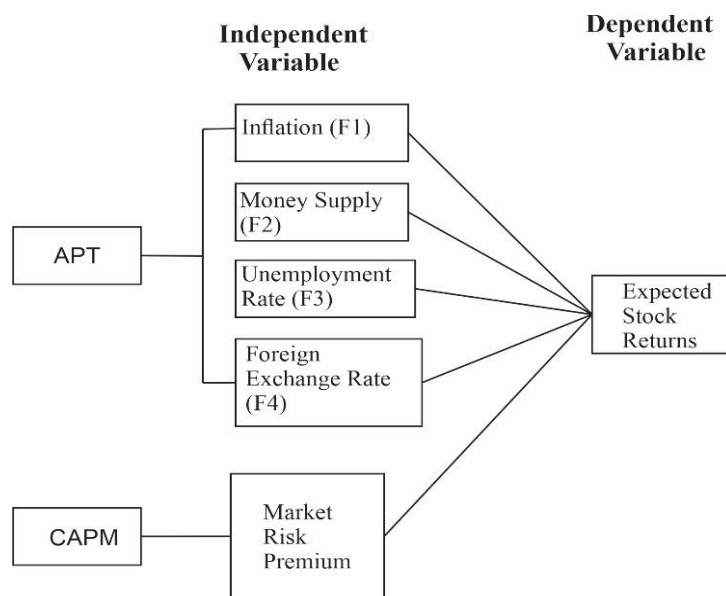 Independent
Variable
Dependent
Variable
Inflation (F1)
Money Supply
(F2)
APT
Unemployment
Rate (F3)
Expected
Stock
Returns
Foreign
Exchange Rate
(F4)
CAPM
Market
Risk
Premium